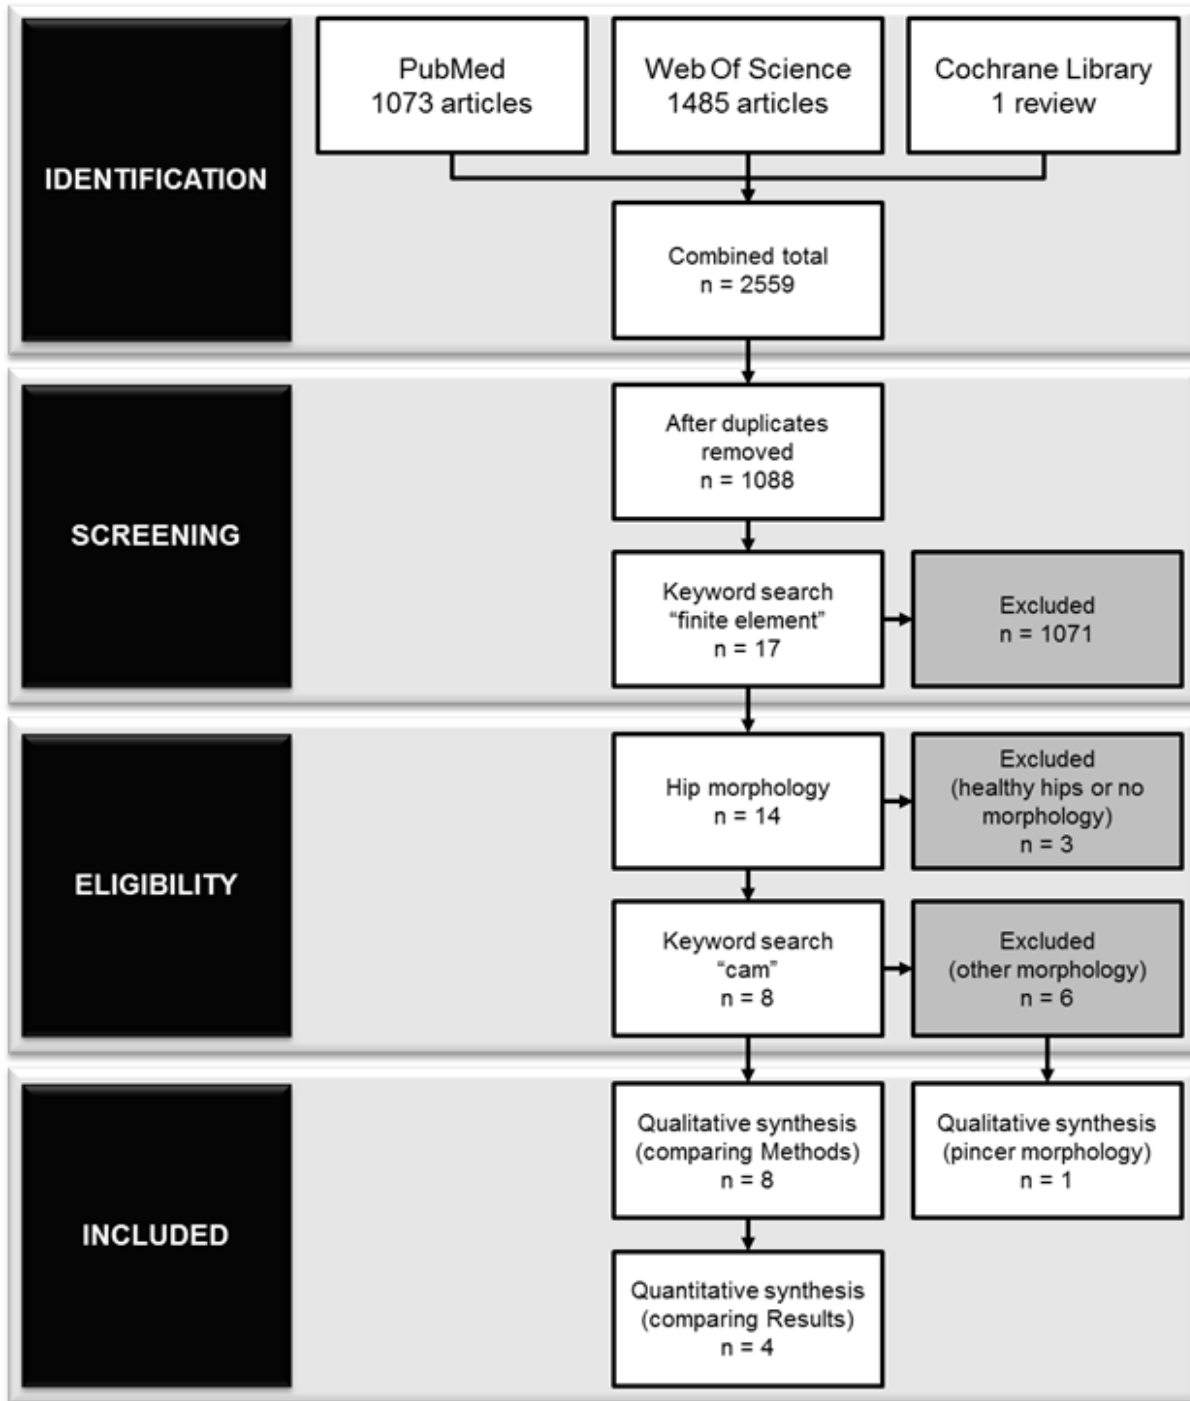 IDENTIFICATION
PubMed
1073 articles
Web Of Science
1485 articles
Cochrane Library
1 review
Combined total
n = 2559
SCREENING
After duplicates
removed
n = 1088
Keyword search
“finite element”
n = 17
Excluded
n = 1071
ELIGIBILITY
Hip morphology
n = 14
Excluded
(healthy hips or no
morphology)
n = 3
Keyword search
“cam”
n = 8
Excluded
(other morphology)
n = 6
INCLUDED
Qualitative synthesis
(comparing Methods)
n = 8
Qualitative synthesis
(pincer morphology)
n = 1
Quantitative synthesis
(comparing Results)
n = 4